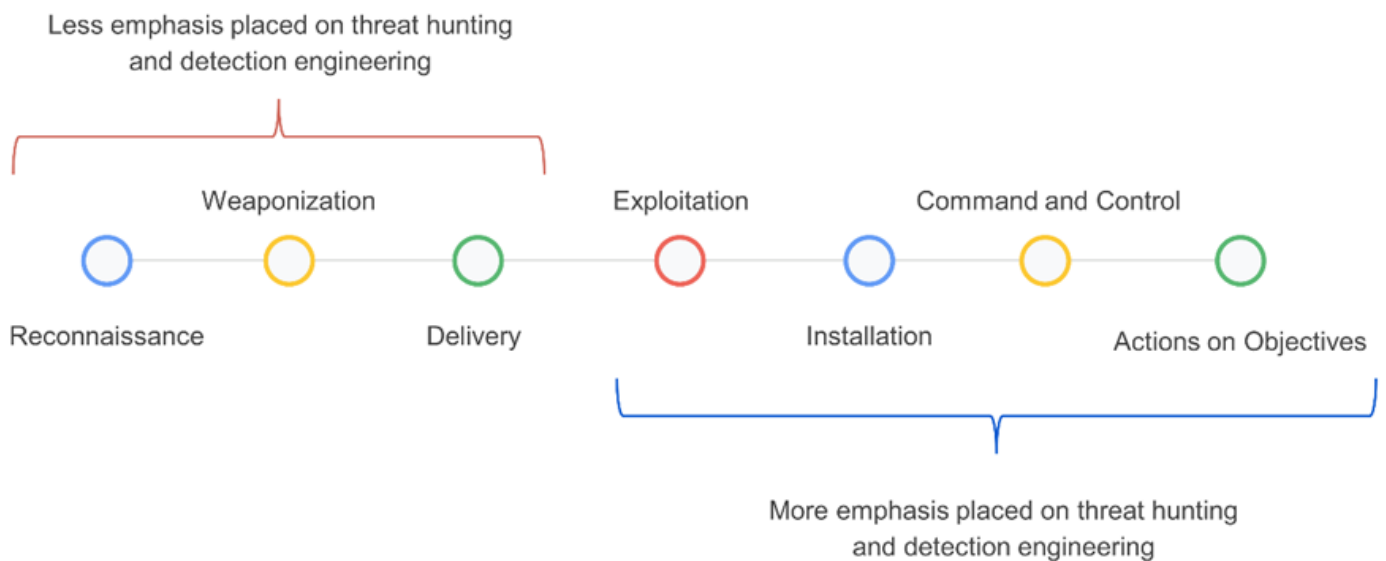 Less emphasis placed on threat hunting
and detection engineering
Weaponization
Exploitation
Command and Control
Reconnaissance
Delivery
Installation
Actions on Objectives
More emphasis placed on threat hunting
and detection engineering